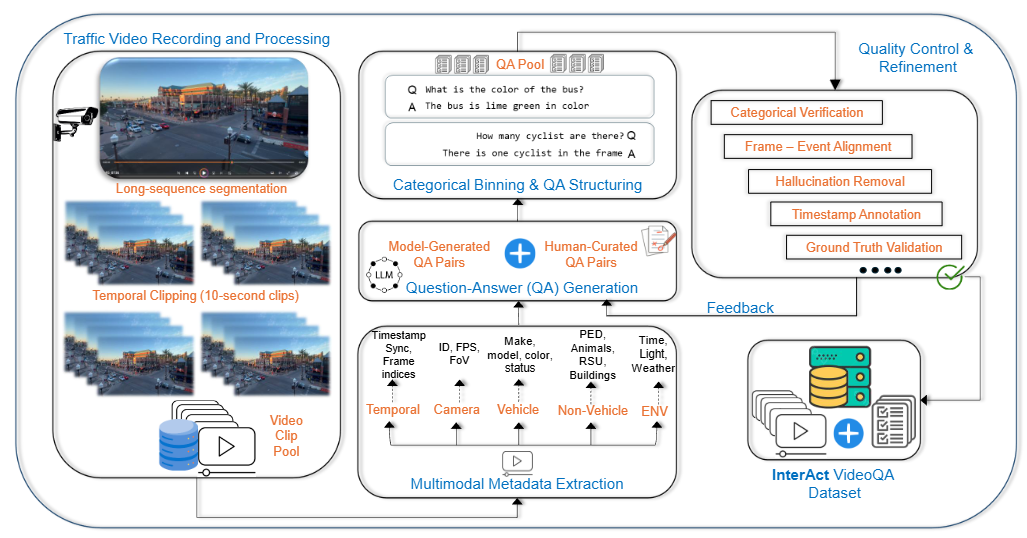 Traffic Video Recording and Processing
Long-sequence segmentation
Temporal Clipping (10-second clips)
Video
Clip
Pool
QA Pool
Q What is the color of the bus?
A The bus is lime green in color
How many cyclist are there? Q
There is one cyclist in the frame A
Categorical Binning & QA Structuring
Model-Generated
QA Pairs
Human-Curated
QA Pairs
LLM
Question-Answer (QA) Generation
Timestamp
Sync,
Frame
indices
ID, FPS,
FoV
Make,
model, color,
status
PED,
Animals,
RSU,
Buildings
Time,
Light,
Weather
Temporal
Camera
Vehicle
Non-Vehicle
ENV
Multimodal Metadata Extraction
Quality Control &
Refinement
Categorical Verification
Frame – Event Alignment
Hallucination Removal
Timestamp Annotation
Ground Truth Validation
Feedback
InterAct VideoQA
Dataset